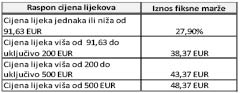 Raspon cijena lijekova Iznos fiksne marže
Cijena lijeka jednaka ili niža od
91,63 EUR 27,90%
Cijena lijeka viša od 91,63 do
uključivo 200 EUR 38,37 EUR
Cijena lijeka viša od 200 do
uključivo 500 EUR 43,37 EUR
Cijena lijeka viša od 500 EUR 48,37 EUR